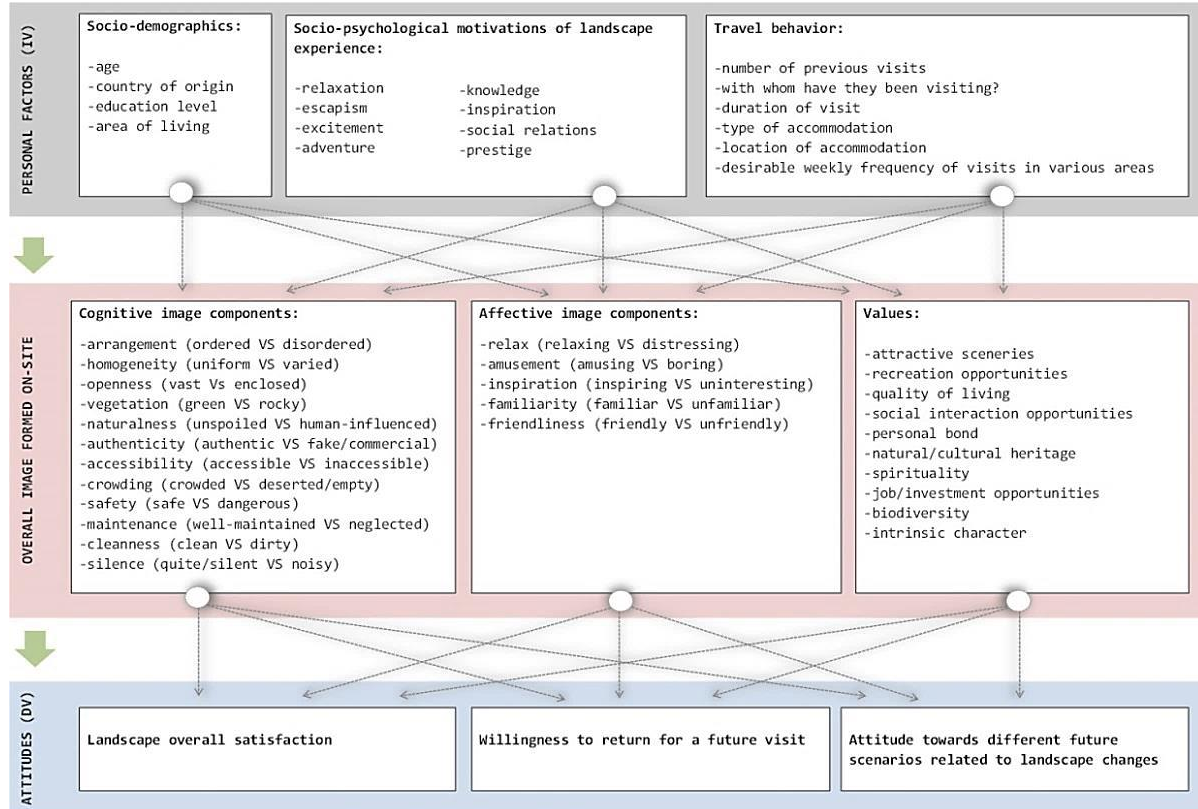 PERSONAL FACTORS (IV)
Socio-demographics:
-age
-country of origin
-education level
-area of living
Socio-psychological motivations of landscape
experience:
-relaxation
-escapism
-excitement
-adventure
-knowledge
-inspiration
-social relations
-prestige
Travel behavior:
-number of previous visits
-with whom have they been visiting?
-duration of visit
-type of accommodation
-location of accommodation
-desirable weekly frequency of visits in various areas
OVERALL IMAGE FORMED ON-SITE
Cognitive image components:
-arrangement (ordered VS disordered)
-homogeneity (uniform VS varied)
-openness (vast Vs enclosed)
-vegetation (green VS rocky)
-naturalness (unspoiled VS human-influenced)
-authenticity (authentic VS fake/commercial)
-accessibility (accessible VS inaccessible)
-crowding (crowded VS deserted/empty)
-safety (safe VS dangerous)
-maintenance (well-maintained VS neglected)
-cleanness (clean VS dirty)
-silence (quite/silent VS noisy)
Affective image components:
-relax (relaxing VS distressing)
-amusement (amusing VS boring)
-inspiration (inspiring VS uninteresting)
-familiarity (familiar VS unfamiliar)
-friendliness (friendly VS unfriendly)
Values:
-attractive sceneries
-recreation opportunities
-quality of living
-social interaction opportunities
-personal bond
-natural/cultural heritage
-spirituality
-job/investment opportunities
-biodiversity
-intrinsic character
ATTITUDES (DV)
Landscape overall satisfaction
Willingness to return for a future visit
Attitude towards different future
scenarios related to landscape changes